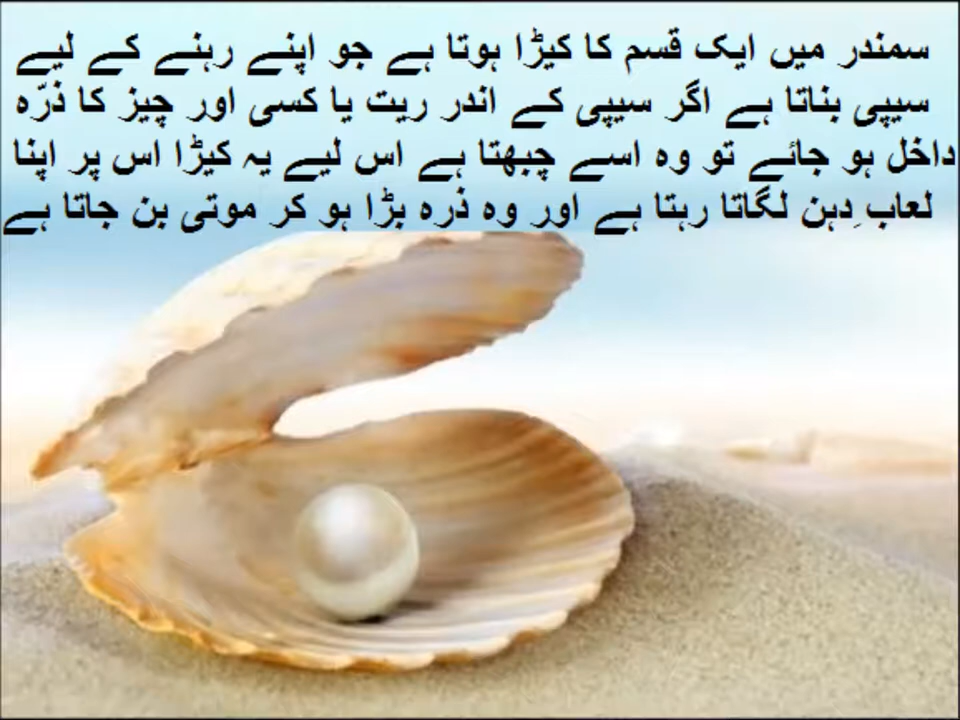 سمندر میں ایک قسم کا کیڑا ہوتا ہے جو اپنے رہنے کے لیے
سیپی بناتا ہے اگر سیپی کے اندر ریت یا کسی اور چیز کا ذرّہ
داخل ہو جائے تو وہ اسے چبھتا ہے اس لیے یہ کیڑا اس پر اپنا
لعابِ دہن لگاتا رہتا ہے اور وہ ذرہ بڑا ہو کر موتی بن جاتا ہے